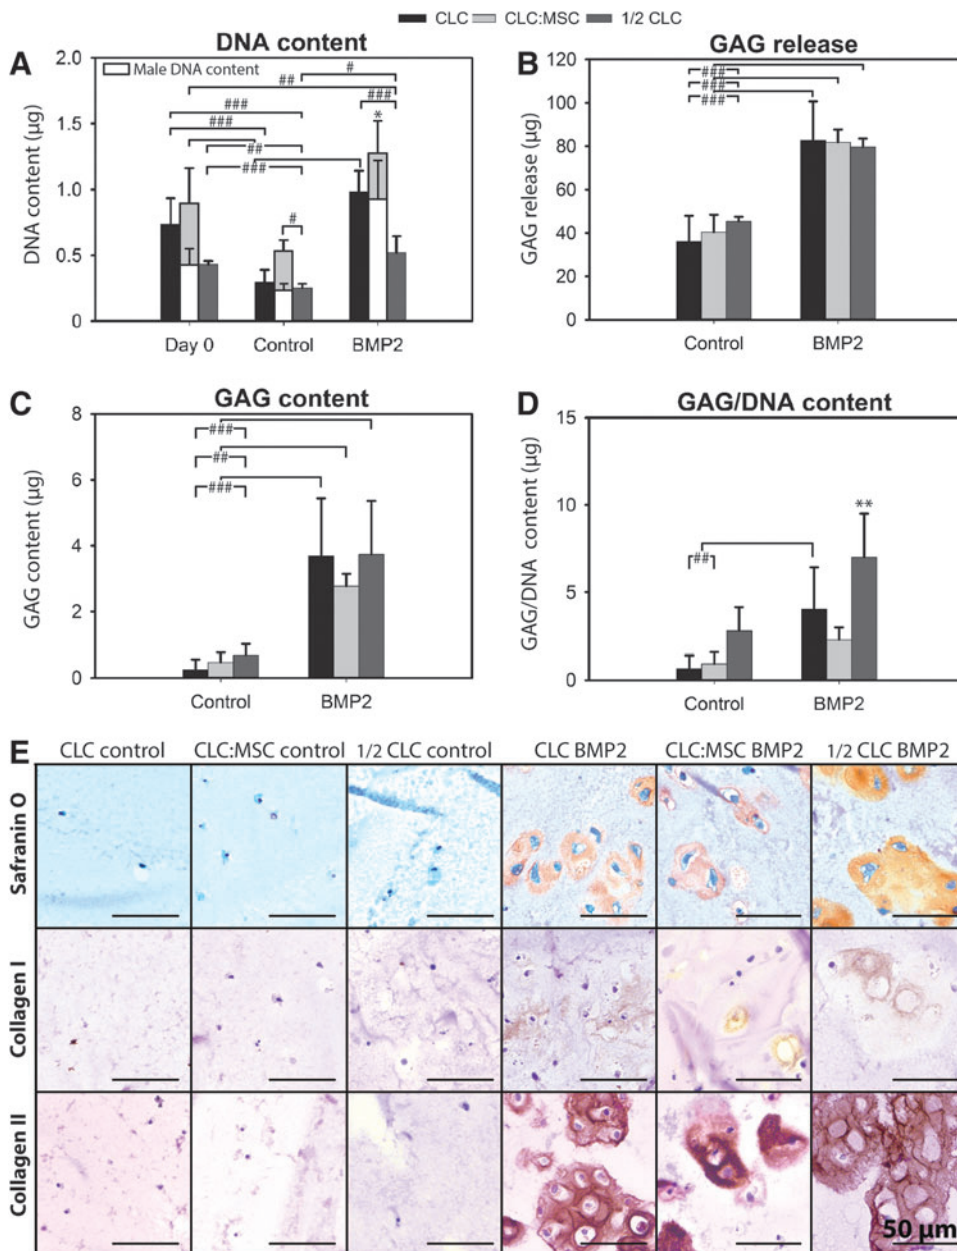 CLC CLC:MSC 1/2 CLC
A
DNA content
Male DNA content
DNA content (µg)
2.0
1.5
1.0
0.5
0
#
##
###
###
*
###
###
##
###
#
Day 0 Control BMP2
B
GAG release
GAG release (µg)
120
100
80
60
40
20
0
###
###
###
Control BMP2
C
GAG content
GAG content (µg)
8
6
4
2
0
###
##
###
Control BMP2
D
GAG/DNA content
GAG/DNA content (µg)
15
10
5
0
**
##
Control BMP2
E
CLC control CLC:MSC control 1/2 CLC control CLC BMP2 CLC:MSC BMP2 1/2 CLC BMP2
Safranin O
Collagen I
Collagen II
50 µm